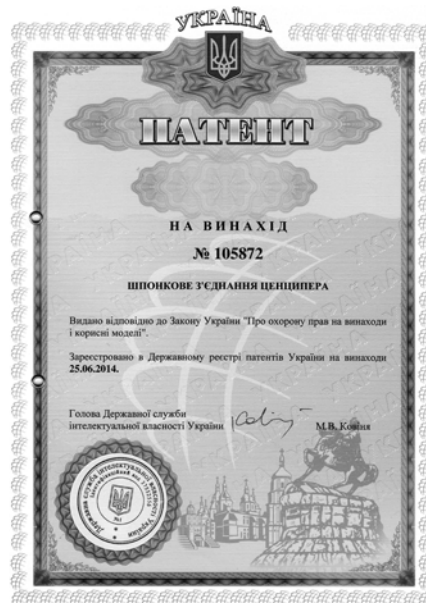 УКРАЇНА
ПАТЕНТ
НА ВИНАХІД
№ 105872
ШПОНКОВЕ З'ЄДНАННЯ ЦЕНЦИПЕРА
Видано відповідно до Закону України "Про охорону прав на винаходи
і корисні моделі".
Зареєстровано в Державному реєстрі патентів України на винаходи
25.06.2014.
Голова Державної служби
інтелектуальної власності України
М.В. Ковіня